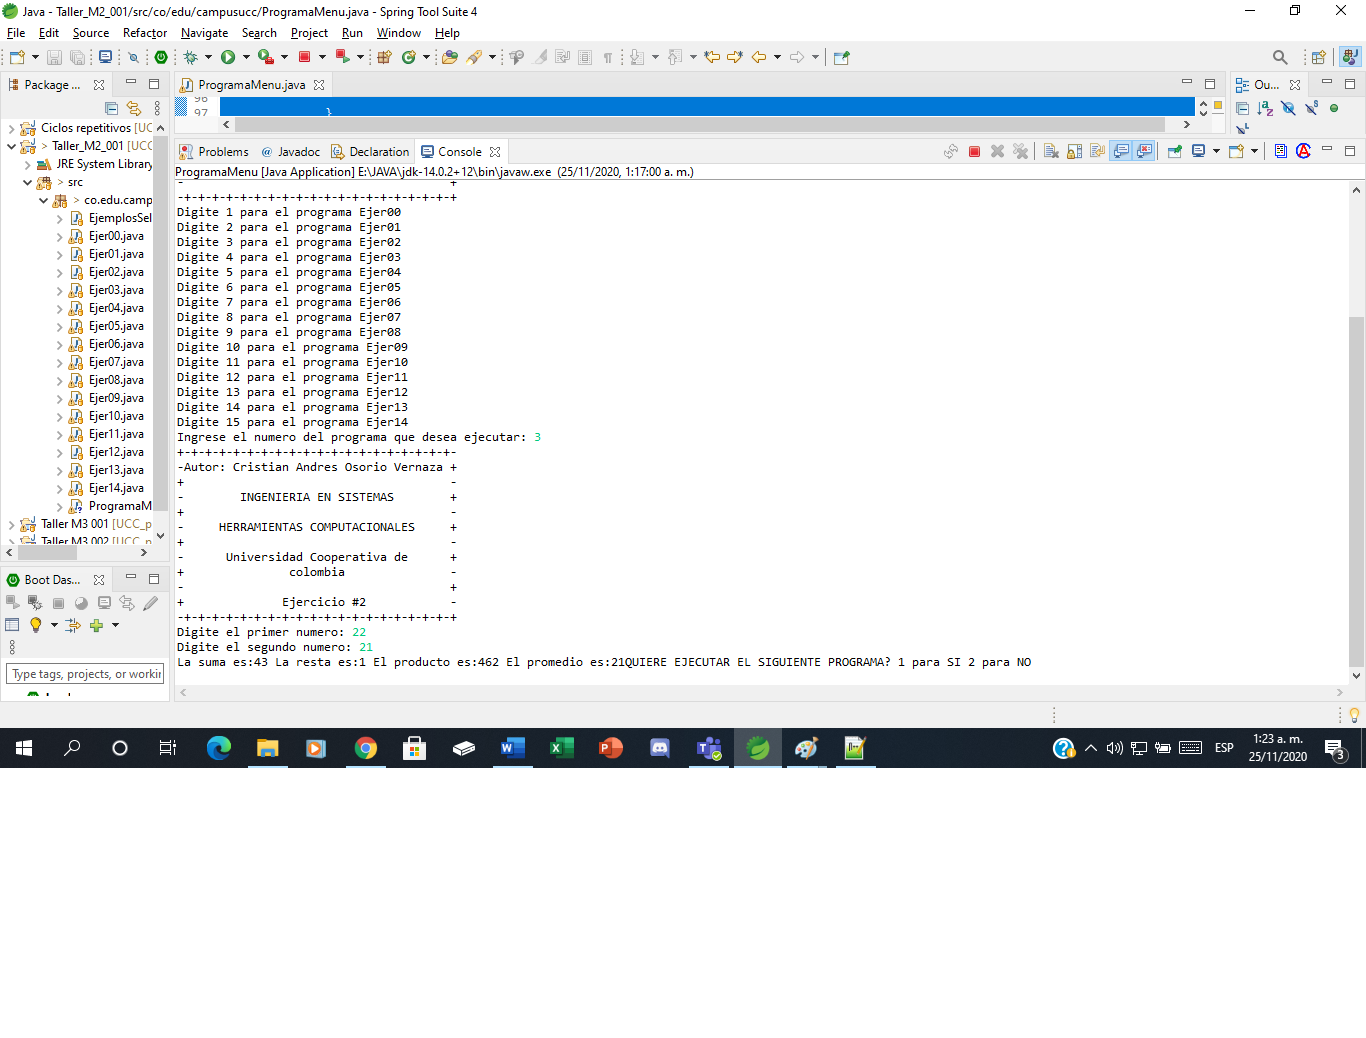 Java - Taller_M2_001/src/co/edu/campusucc/ProgramaMenu.java - Spring Tool Suite 4
File Edit Source Refactor Navigate Search Project Run Window Help
Package ...
Ciclos repetitivos [UC
> Taller_M2_001 [UCC
JRE System Library
> src
> co.edu.camp
EjemplosSel
Ejer00.java
Ejer01.java
Ejer02.java
Ejer03.java
Ejer04.java
Ejer05.java
Ejer06.java
Ejer07.java
Ejer08.java
Ejer09.java
Ejer10.java
Ejer11.java
Ejer12.java
Ejer13.java
Ejer14.java
ProgramaM
Taller M3 001 [UCC_p
Taller M3 002 [UCC_p
Boot Das...
Type tags, projects, or workin
ProgramaMenu.java
96
97 }
Ou...
Problems @ Javadoc Declaration Console
ProgramaMenu [Java Application] E:\JAVA\jdk-14.0.2+12\bin\javaw.exe (25/11/2020, 1:17:00 a. m.)
- +
-+-+-+-+-+-+-+-+-+-+-+-+-+-+-+-+-+-+-+-+
Digite 1 para el programa Ejer00
Digite 2 para el programa Ejer01
Digite 3 para el programa Ejer02
Digite 4 para el programa Ejer03
Digite 5 para el programa Ejer04
Digite 6 para el programa Ejer05
Digite 7 para el programa Ejer06
Digite 8 para el programa Ejer07
Digite 9 para el programa Ejer08
Digite 10 para el programa Ejer09
Digite 11 para el programa Ejer10
Digite 12 para el programa Ejer11
Digite 13 para el programa Ejer12
Digite 14 para el programa Ejer13
Digite 15 para el programa Ejer14
Ingrese el numero del programa que desea ejecutar: 3
+-+-+-+-+-+-+-+-+-+-+-+-+-+-+-+-+-+-+-+-
-Autor: Cristian Andres Osorio Vernaza +
+ -
- INGENIERIA EN SISTEMAS +
+ -
- HERRAMIENTAS COMPUTACIONALES +
+ -
- Universidad Cooperativa de +
+ colombia -
- +
+ Ejercicio #2 -
-+-+-+-+-+-+-+-+-+-+-+-+-+-+-+-+-+-+-+-+
Digite el primer numero: 22
Digite el segundo numero: 21
La suma es:43 La resta es:1 El producto es:462 El promedio es:21QUIERE EJECUTAR EL SIGUIENTE PROGRAMA? 1 para SI 2 para NO
ESP
1:23 a. m.
25/11/2020
3